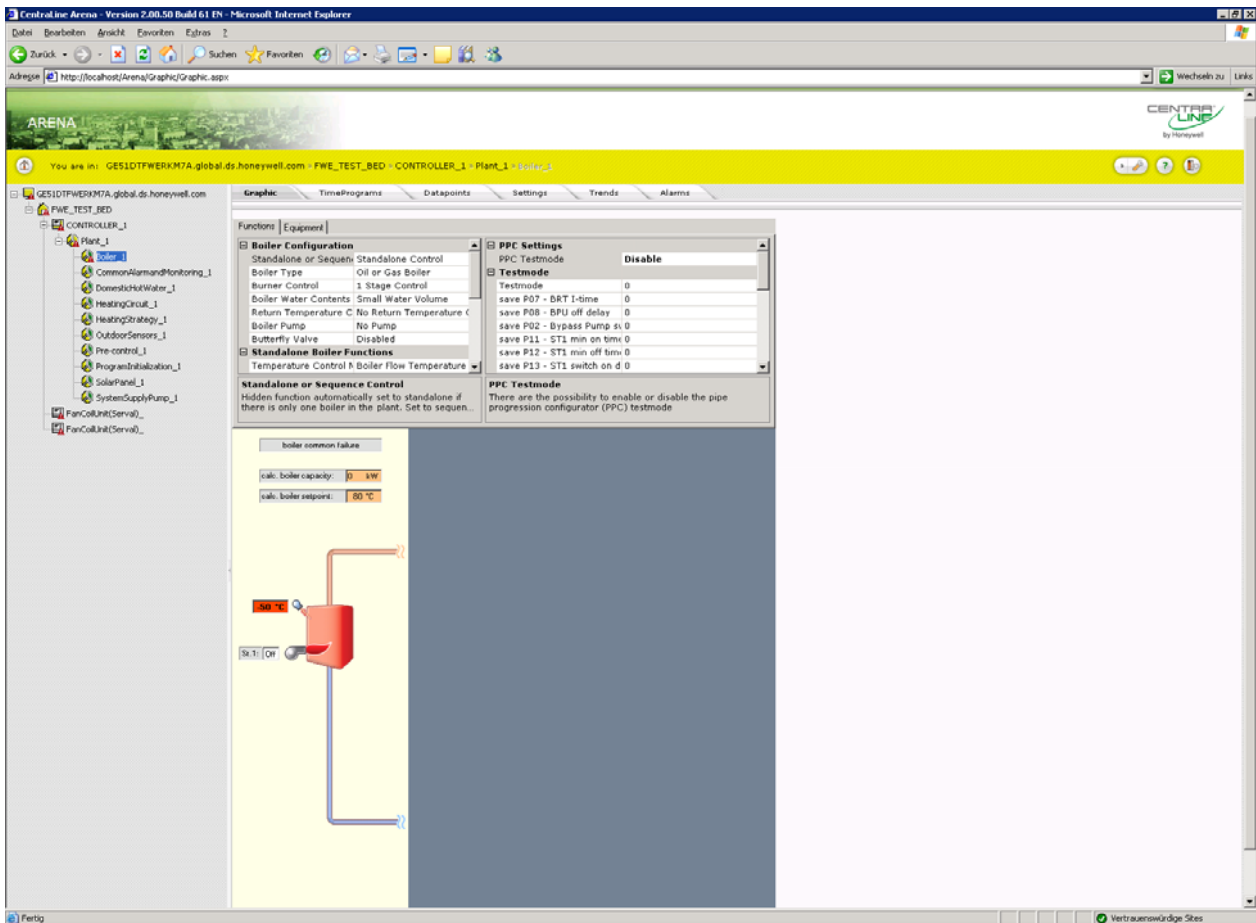 CentraLine Arena - Version 2.00.50 Build 61 EN - Microsoft Internet Explorer
Datei Bearbeiten Ansicht Favoriten Extras ?
Zurück Suchen Favoriten
Adresse http://localhost/Arena/Graphic/Graphic.aspx Wechseln zu Links
ARENA
CENTRA LINE
by Honeywell
You are in: GE51DTFWERKM7A.global.ds.honeywell.com > FWE_TEST_BED > CONTROLLER_1 > Plant_1 > Boiler_1
GE51DTFWERKM7A.global.ds.honeywell.com
FWE_TEST_BED
CONTROLLER_1
Plant_1
Boiler_1
CommonAlarmandMonitoring_1
DomesticHotWater_1
HeatingCircuit_1
HeatingStrategy_1
OutdoorSensors_1
Pre-control_1
ProgramInitialization_1
SolarPanel_1
SystemSupplyPump_1
FanCoilUnit(Serval)_
FanCoilUnit(Serval)_
Graphic TimePrograms Datapoints Settings Trends Alarms
Functions Equipment
Boiler Configuration
Standalone or Sequen Standalone Control
Boiler Type Oil or Gas Boiler
Burner Control 1 Stage Control
Boiler Water Contents Small Water Volume
Return Temperature C No Return Temperature
Boiler Pump No Pump
Butterfly Valve Disabled
Standalone Boiler Functions
Temperature Control Boiler Flow Temperature
Standalone or Sequence Control
Hidden function automatically set to standalone if
there is only one boiler in the plant. Set to sequen...
PPC Settings
PPC Testmode Disable
Testmode
Testmode 0
save P07 - BRT I-time 0
save P08 - BPU off delay 0
save P02 - Bypass Pump 0
save P11 - ST1 min on time 0
save P12 - ST1 min off time 0
save P13 - ST1 switch on d 0
PPC Testmode
There are the possibility to enable or disable the pipe
progression configurator (PPC) testmode
boiler common failure
calc. boiler capacity: 0 kW
calc. boiler setpoint: 80 °C
-50 °C
St.1: Off
Fertig Vertrauenswürdige Sites